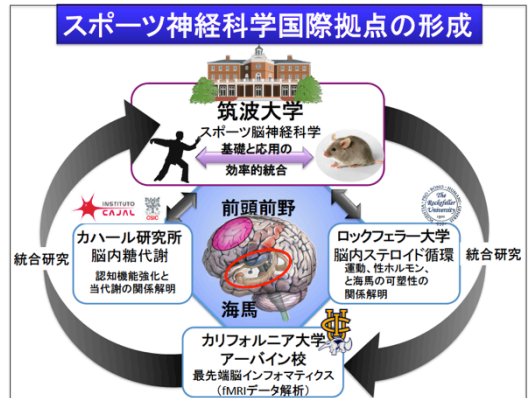 スポーツ神経科学国際拠点の形成
筑波大学
スポーツ脳神経科学
基礎と応用の
効率的統合
INSTITUTO
CAJAL
CSIC
The
Rockefeller
University
前頭前野
カハール研究所
脳内糖代謝
認知機能強化と
当代謝の関係解明
ロックフェラー大学
脳内ステロイド循環
運動、性ホルモン、
と海馬の可塑性の
関係解明
統合研究
統合研究
海馬
カリフォルニア大学
アーバイン校
最先端脳インフォマティクス
(fMRIデータ解析)